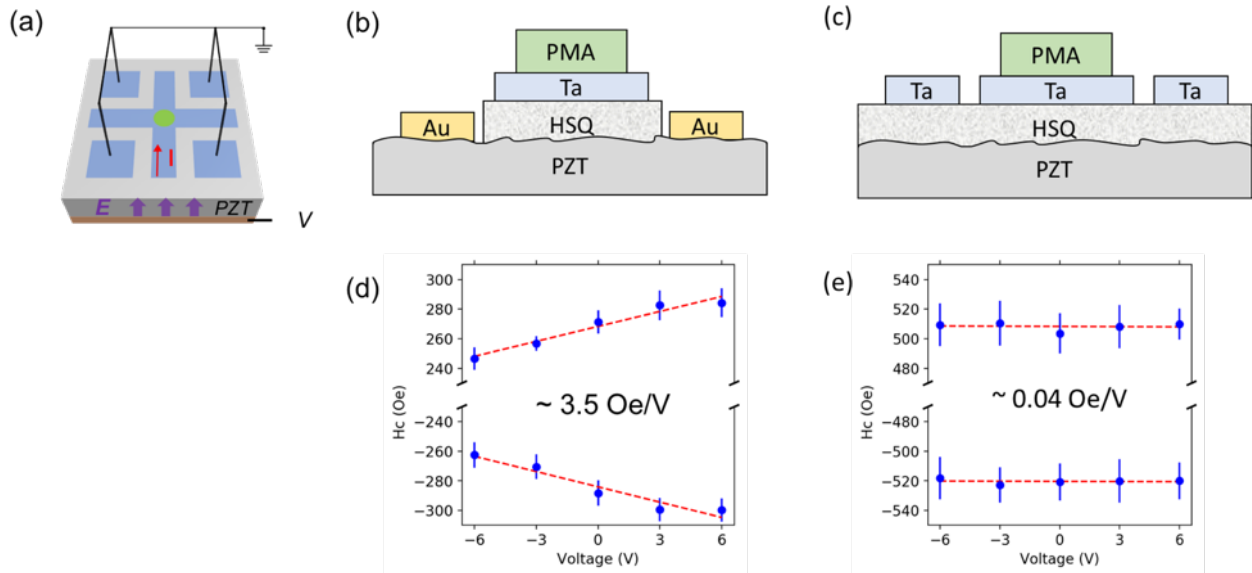 (a)
I
E
PZT
V
(b)
PMA
Ta
HSQ
Au
Au
PZT
(c)
PMA
Ta
Ta
Ta
HSQ
PZT
(d)
Hc (Oe)
300
280
260
240
−240
−260
−280
−300
~ 3.5 Oe/V
−6 −3 0 3 6
Voltage (V)
(e)
Hc (Oe)
540
520
500
480
−480
−500
−520
−540
~ 0.04 Oe/V
−6 −3 0 3 6
Voltage (V)